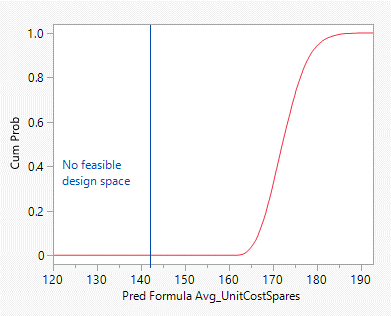 1.0
0.8
0.6
0.4
0.2
0
Cum Prob
No feasible
design space
120 130 140 150 160 170 180 190
Pred Formula Avg_UnitCostSpares